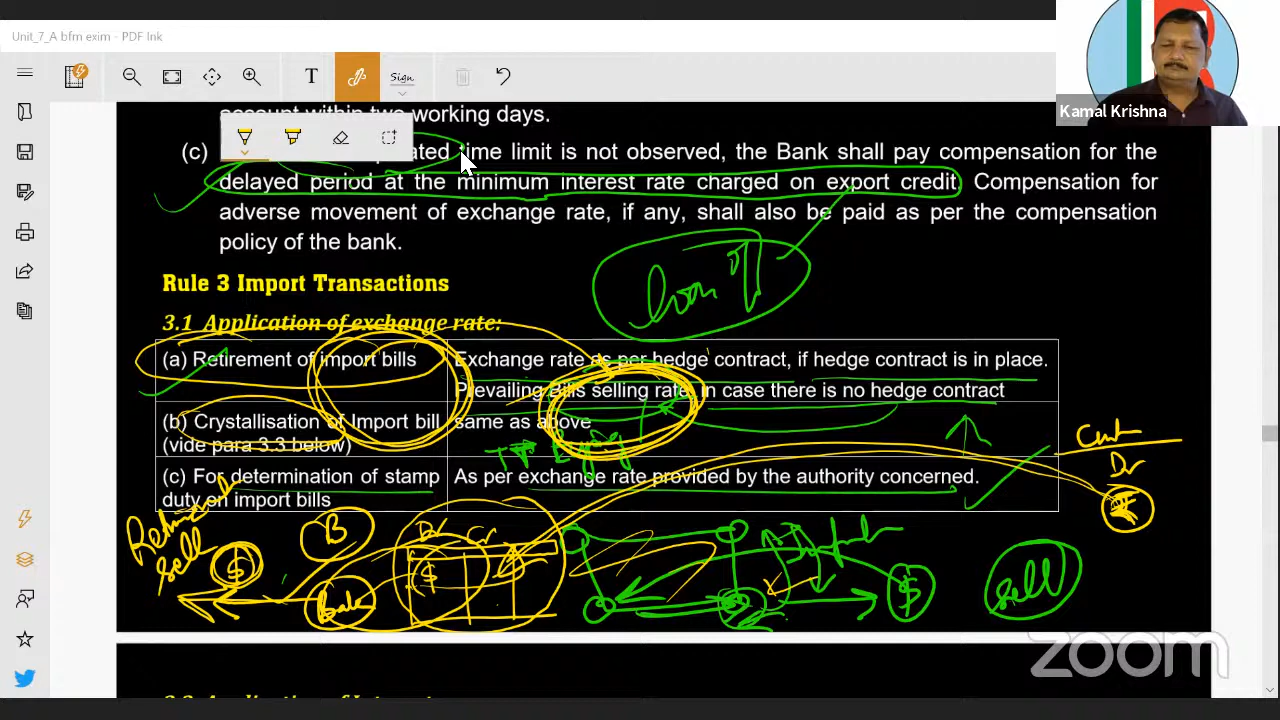 Unit_7_A bfm exim - PDF Ink
T
Sign
Kamal Krishna
account within two working days.
(c) time limit is not observed, the Bank shall pay compensation for the
delayed period at the minimum interest rate charged on export credit. Compensation for
adverse movement of exchange rate, if any, shall also be paid as per the compensation
policy of the bank.
Rule 3 Import Transactions
3.1 Application of exchange rate:
(a) Retirement of import bills
Exchange rate as per hedge contract, if hedge contract is in place.
Prevailing Bills selling rate, in case there is no hedge contract
(b) Crystallisation of Import bill
(vide para 3.3 below)
same as above
(c) For determination of stamp
duty on import bills
As per exchange rate provided by the authority concerned.
Dr
B
Dr Cr
sell
$
Bank
$
$
sell
zoom